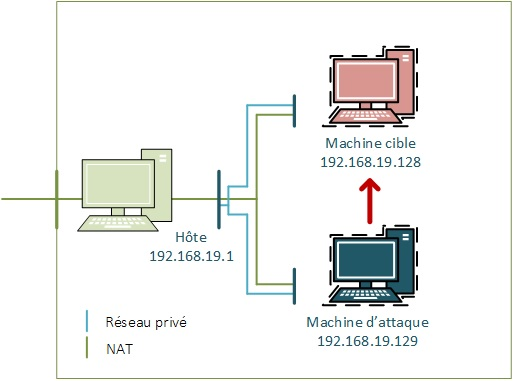 Machine cible
192.168.19.128
Hôte
192.168.19.1
Machine d'attaque
192.168.19.129
Réseau privé
NAT